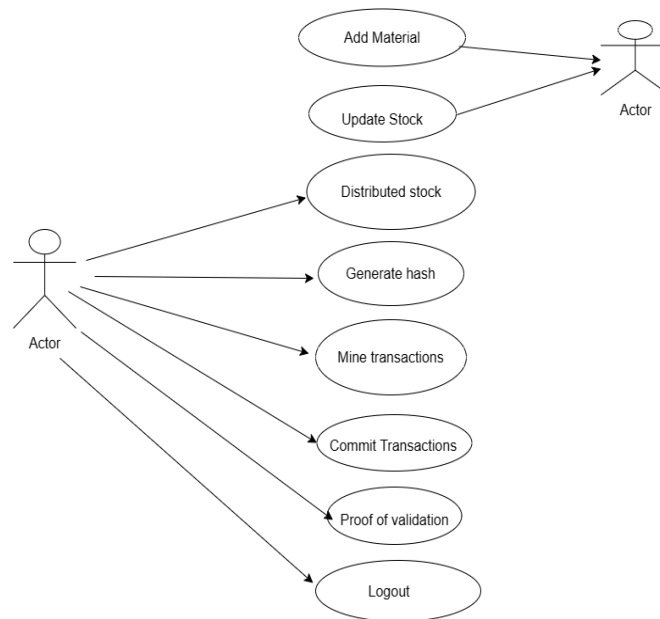 Add Material
Update Stock
Actor
Distributed stock
Generate hash
Actor
Mine transactions
Commit Transactions
Proof of validation
Logout